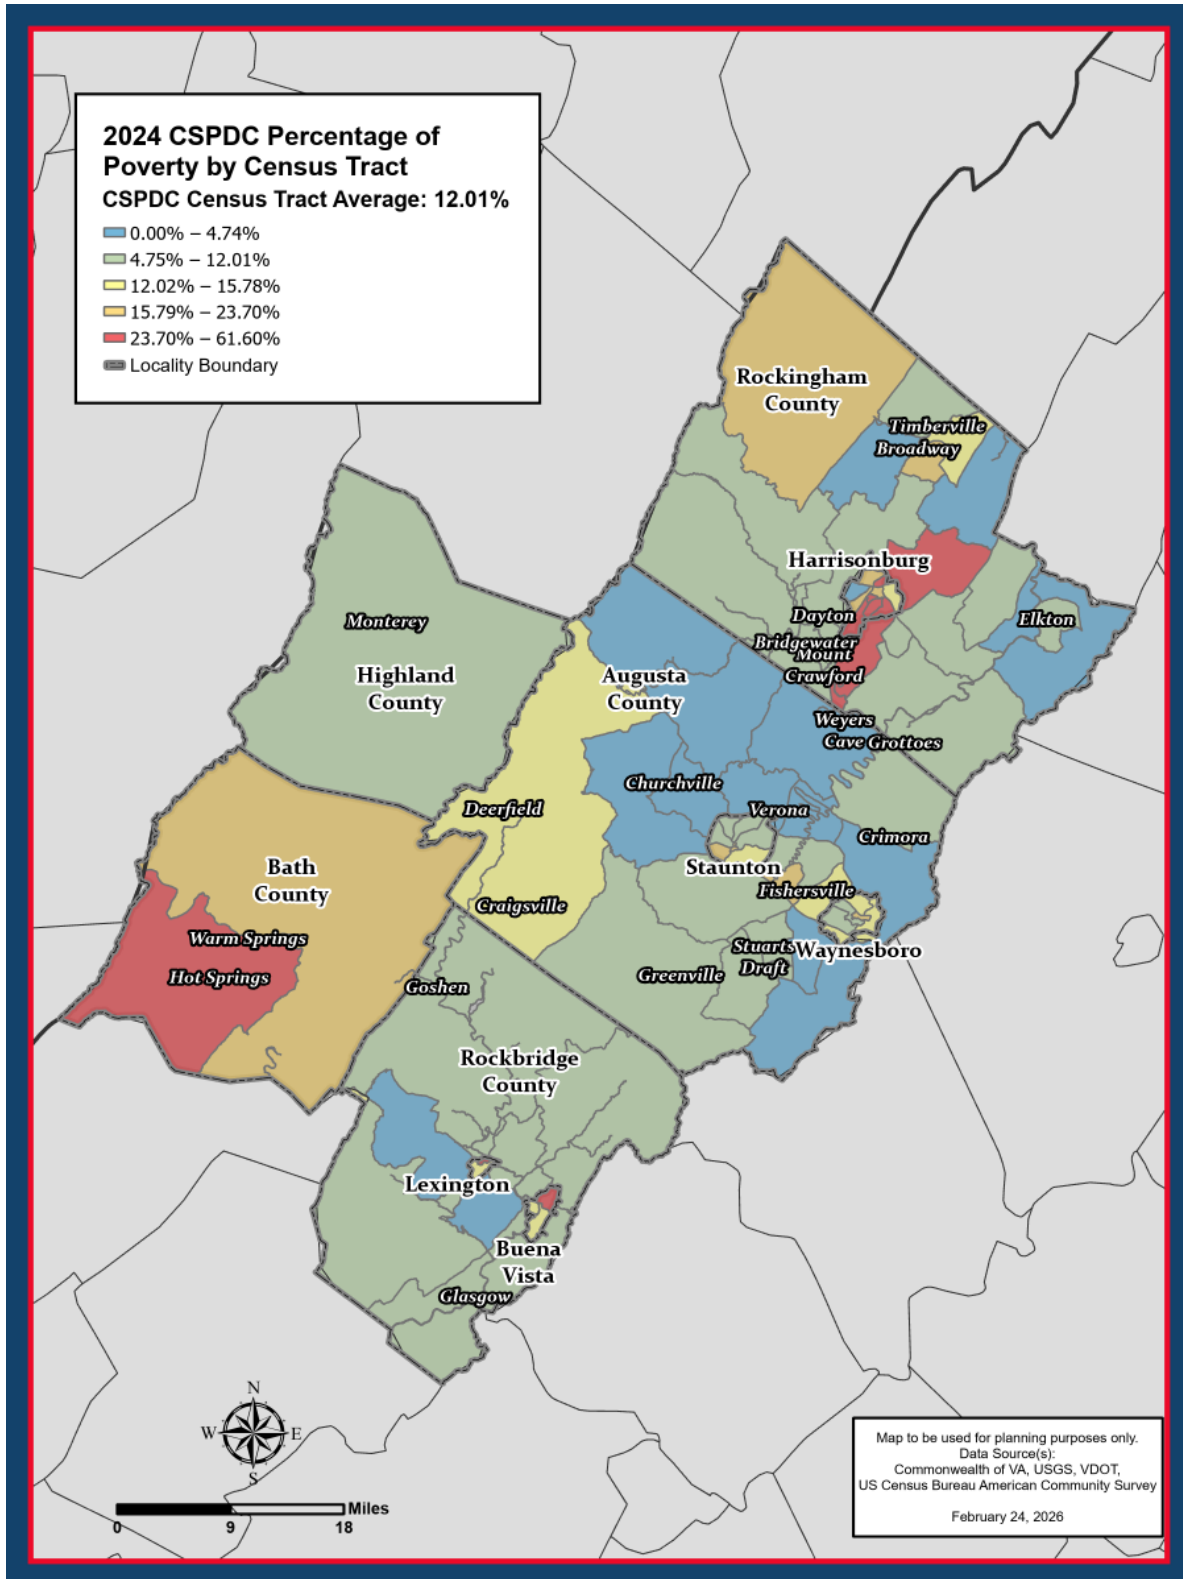 2024 CSPDC Percentage of
Poverty by Census Tract
CSPDC Census Tract Average: 12.01%
0.00% – 4.74%
4.75% – 12.01%
12.02% – 15.78%
15.79% – 23.70%
23.70% – 61.60%
Locality Boundary
Rockingham
County
Timberville
Broadway
Harrisonburg
Dayton
Elkton
Bridgewater
Mount
Crawford
Monterey
Highland
County
Augusta
County
Weyers
Cave
Grottoes
Churchville
Deerfield
Verona
Crimora
Bath
County
Staunton
Fishersville
Craigsville
Warm Springs
Stuarts
Draft
Waynesboro
Hot Springs
Greenville
Goshen
Rockbridge
County
Lexington
Buena
Vista
Glasgow
N
W
E
S
Miles
0
9
18
Map to be used for planning purposes only.
Data Source(s):
Commonwealth of VA, USGS, VDOT,
US Census Bureau American Community Survey
February 24, 2026